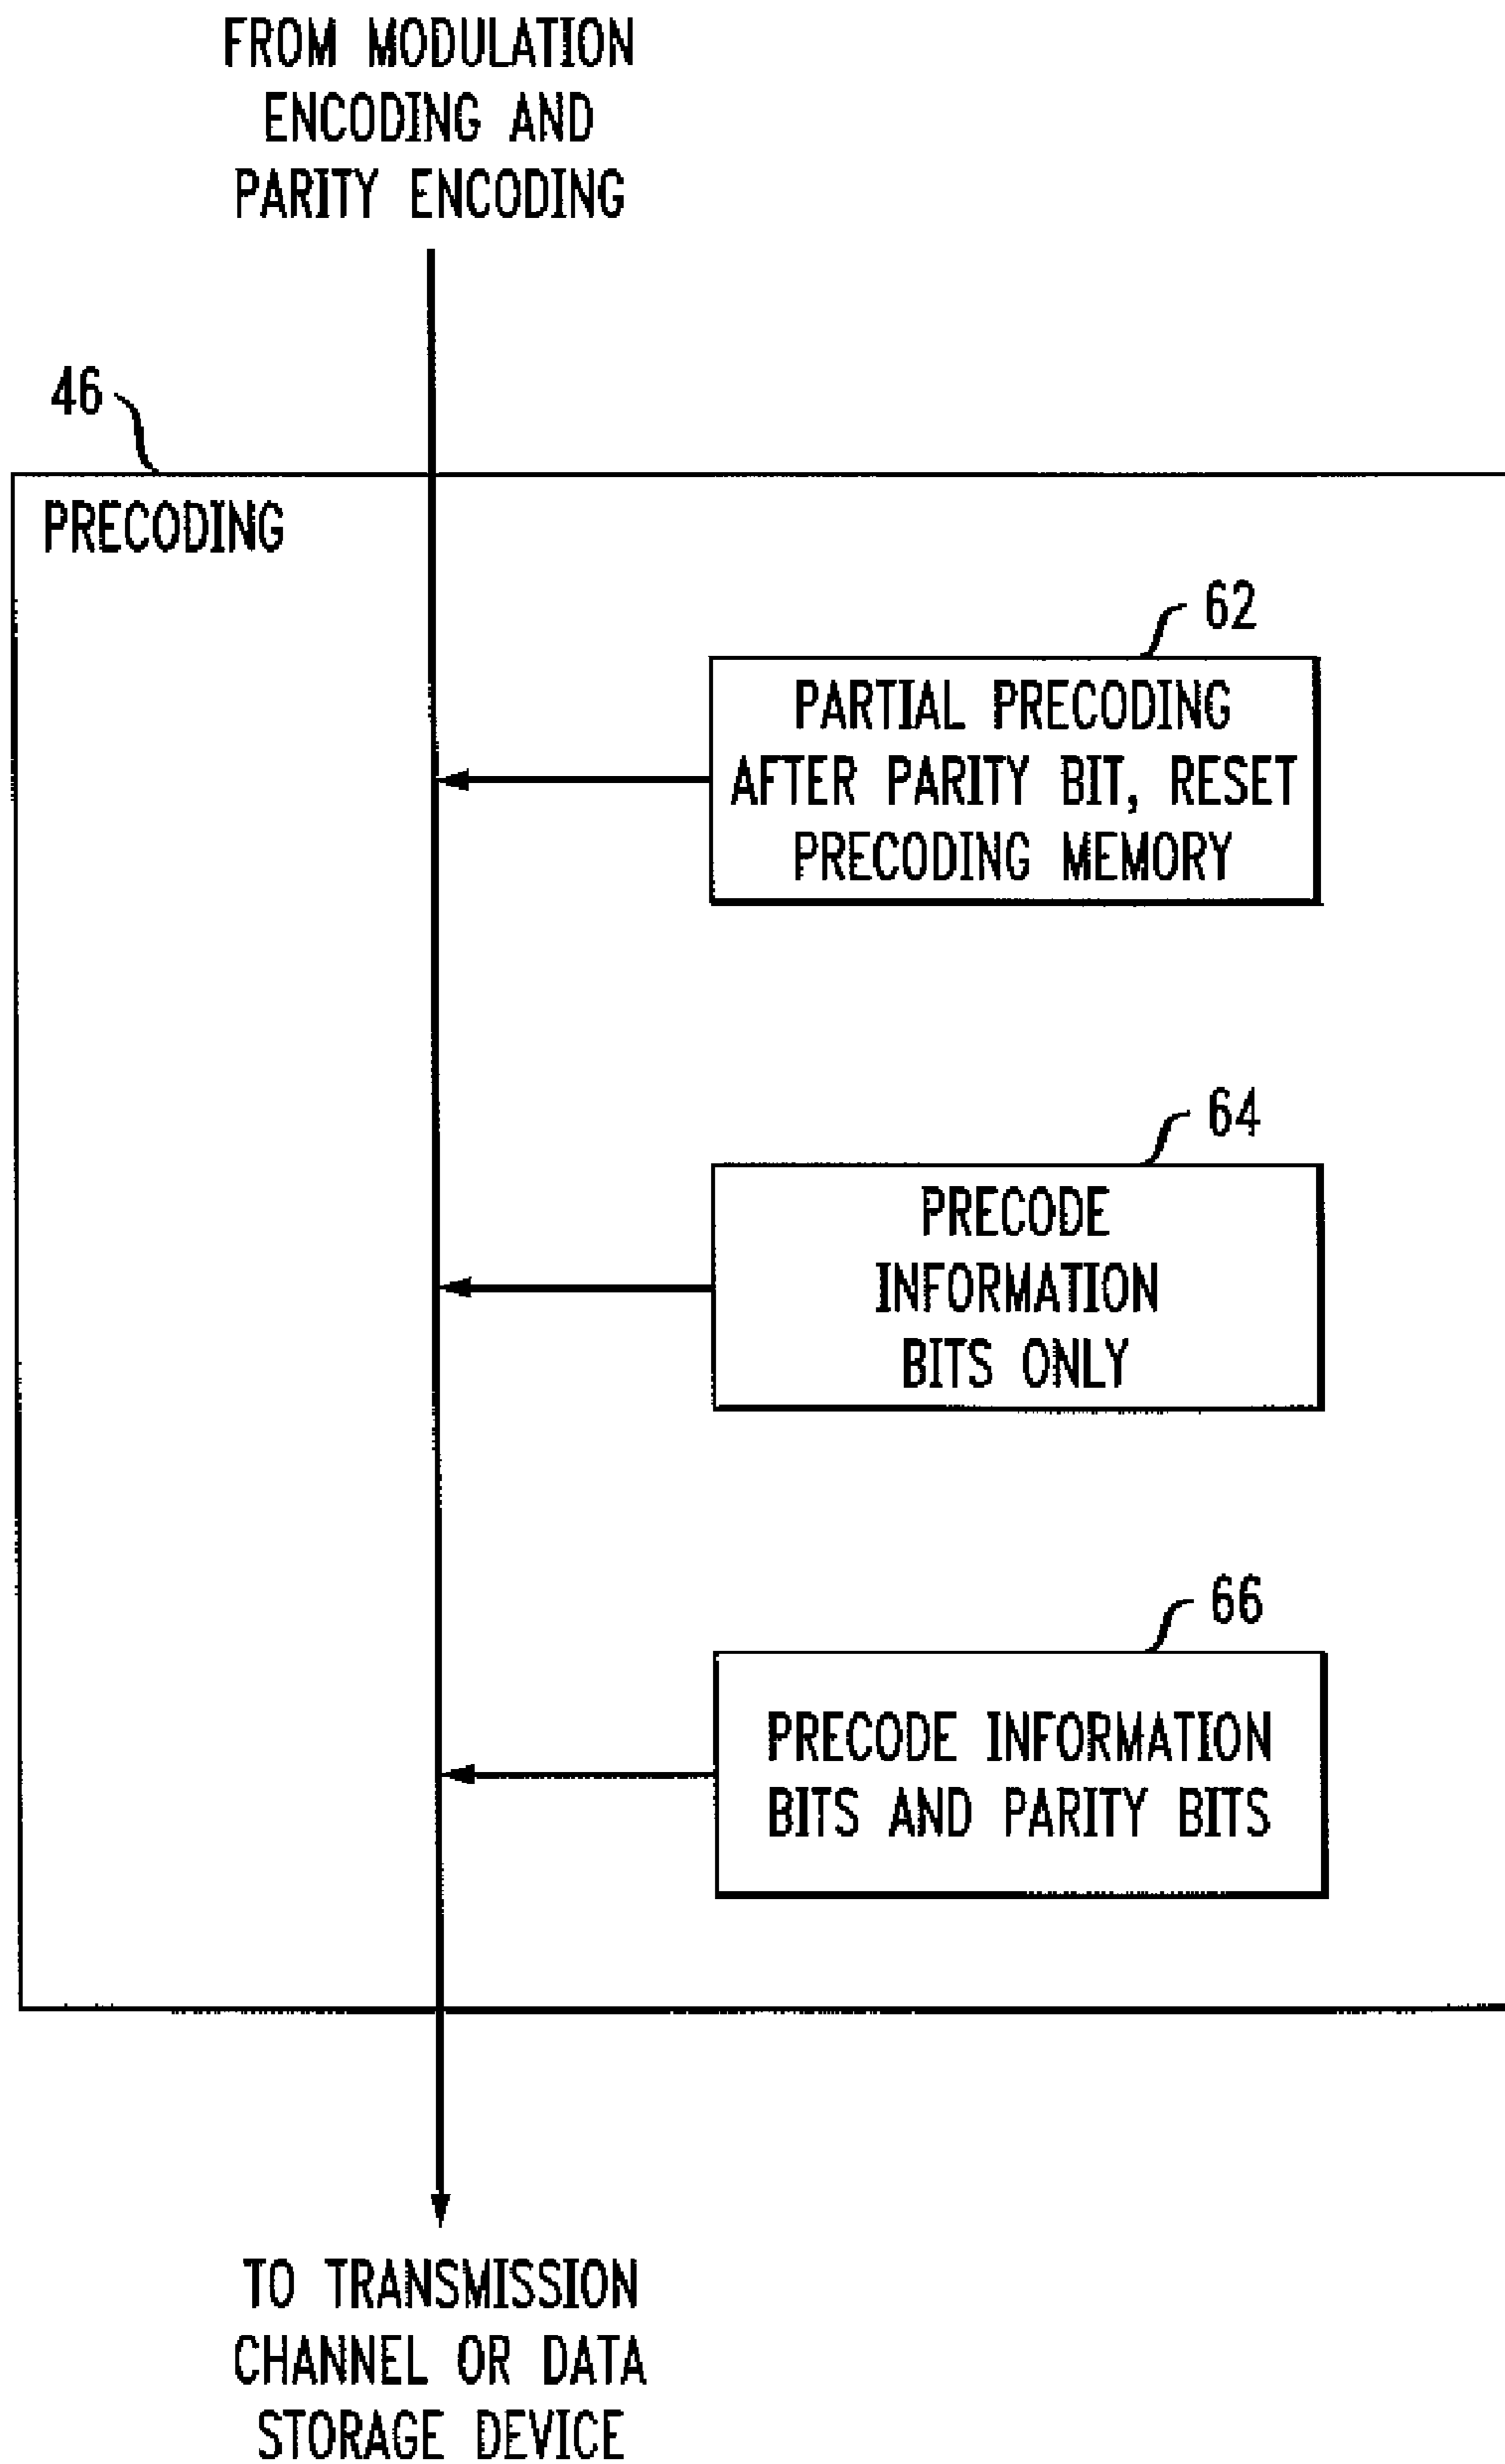 FROM MODULATION
ENCODING AND
PARITY ENCODING
46
PRECODING
62
PARTIAL PRECODING
AFTER PARITY BIT, RESET
PRECODING MEMORY
64
PRECODE
INFORMATION
BITS ONLY
66
PRECODE INFORMATION
BITS AND PARITY BITS
TO TRANSMISSION
CHANNEL OR DATA
STORAGE DEVICE